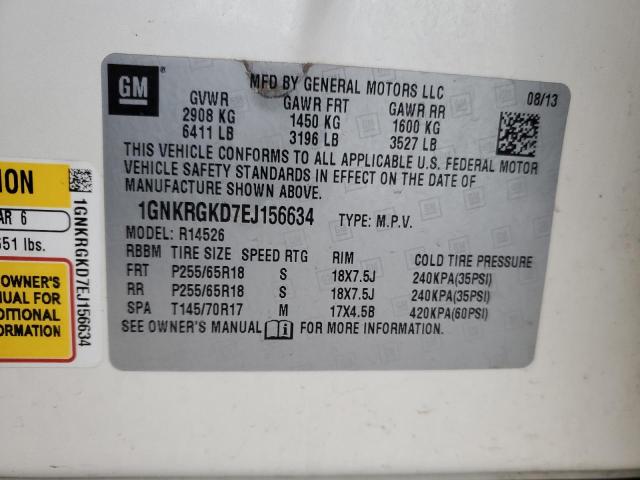 GM
MFD BY GENERAL MOTORS LLC
08/13
GVWR GAWR FRT GAWR RR
2908 KG 1450 KG 1600 KG
6411 LB 3196 LB 3527 LB
THIS VEHICLE CONFORMS TO ALL APPLICABLE U.S. FEDERAL MOTOR
VEHICLE SAFETY STANDARDS IN EFFECT ON THE DATE OF
MANUFACTURE SHOWN ABOVE.
1GNKRGKD7EJ156634 TYPE: M.P.V.
MODEL: R14526
RBBM TIRE SIZE SPEED RTG RIM COLD TIRE PRESSURE
FRT P255/65R18 S 18X7.5J 240KPA(35PSI)
RR P255/65R18 S 18X7.5J 240KPA(35PSI)
SPA T145/70R17 M 17X4.5B 420KPA(60PSI)
SEE OWNER'S MANUAL i FOR MORE INFORMATION.
ION
AR 6
651 lbs.
OWNER'S
NUAL FOR
DITIONAL
ORMATION
1GNKRGKD7EJ156634